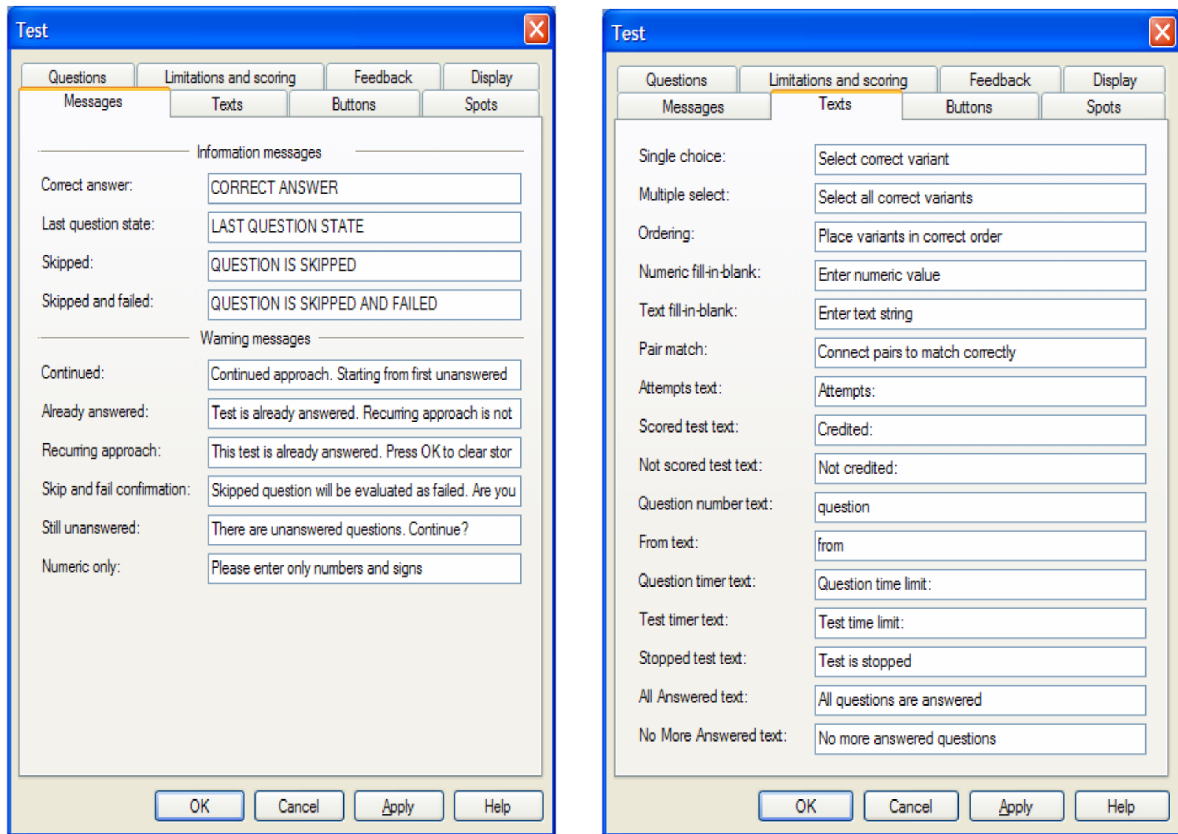 Test
Questions Limitations and scoring Feedback Display
Messages Texts Buttons Spots
Information messages
Correct answer: CORRECT ANSWER
Last question state: LAST QUESTION STATE
Skipped: QUESTION IS SKIPPED
Skipped and failed: QUESTION IS SKIPPED AND FAILED
Warning messages
Continued: Continued approach. Starting from first unanswered
Already answered: Test is already answered. Recurring approach is not
Recurring approach: This test is already answered. Press OK to clear stor
Skip and fail confirmation: Skipped question will be evaluated as failed. Are you
Still unanswered: There are unanswered questions. Continue?
Numeric only: Please enter only numbers and signs
OK Cancel Apply Help
Test
Questions Limitations and scoring Feedback Display
Messages Texts Buttons Spots
Single choice: Select correct variant
Multiple select: Select all correct variants
Ordering: Place variants in correct order
Numeric fill-in-blank: Enter numeric value
Text fill-in-blank: Enter text string
Pair match: Connect pairs to match correctly
Attempts text: Attempts:
Scored test text: Credited:
Not scored test text: Not credited:
Question number text: question
From text: from
Question timer text: Question time limit:
Test timer text: Test time limit:
Stopped test text: Test is stopped
All Answered text: All questions are answered
No More Answered text: No more answered questions
OK Cancel Apply Help